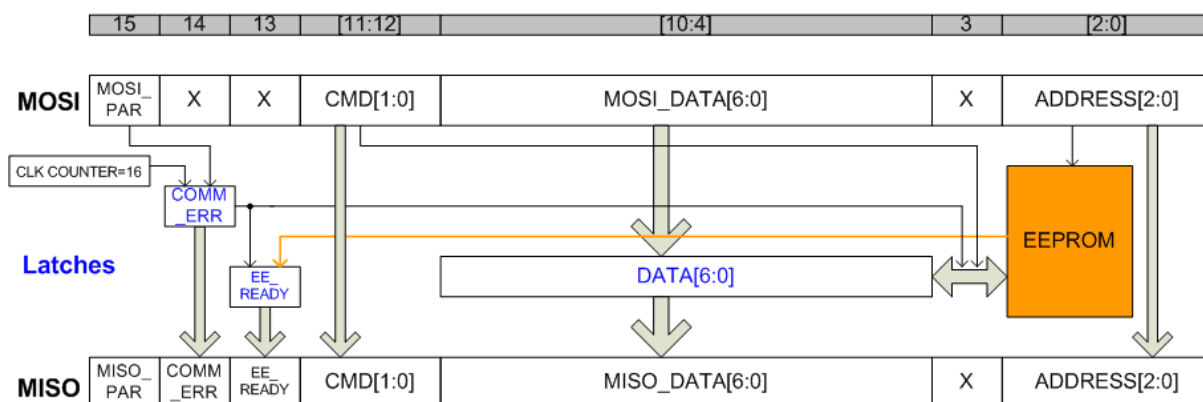 15 14 13 [11:12] [10:4] 3 [2:0]
MOSI MOSI_ PAR X X CMD[1:0] MOSI_DATA[6:0] X ADDRESS[2:0]
CLK COUNTER=16
COMM
_ERR
EEPROM
Latches
EE_
READY
DATA[6:0]
MISO MISO_ PAR COMM _ERR EE_ READY CMD[1:0] MISO_DATA[6:0] X ADDRESS[2:0]